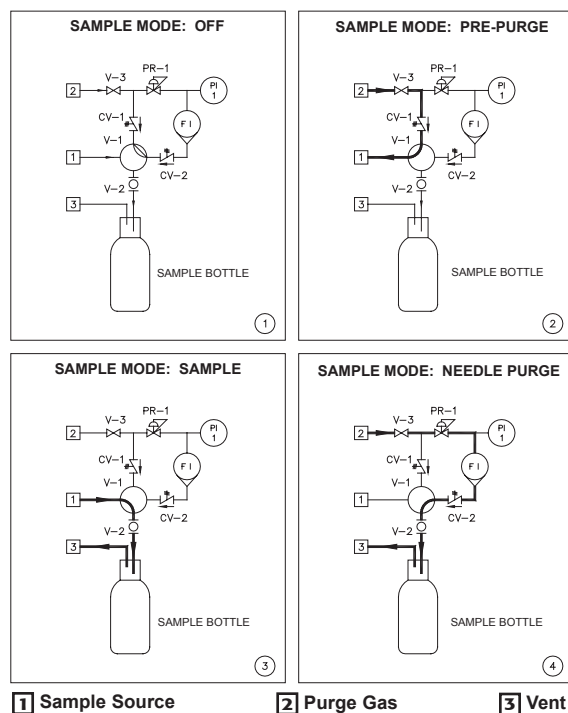 SAMPLE MODE: OFF
V-3
PR-1
2
PI
1
CV-1
FI
V-1
1
CV-2
V-2
3
SAMPLE BOTTLE
1
SAMPLE MODE: PRE-PURGE
V-3
PR-1
2
PI
1
CV-1
FI
V-1
1
CV-2
V-2
3
SAMPLE BOTTLE
2
SAMPLE MODE: SAMPLE
V-3
PR-1
2
PI
1
CV-1
FI
V-1
1
CV-2
V-2
3
SAMPLE BOTTLE
3
SAMPLE MODE: NEEDLE PURGE
V-3
PR-1
2
PI
1
CV-1
FI
V-1
1
CV-2
V-2
3
SAMPLE BOTTLE
4
1 Sample Source 2 Purge Gas 3 Vent